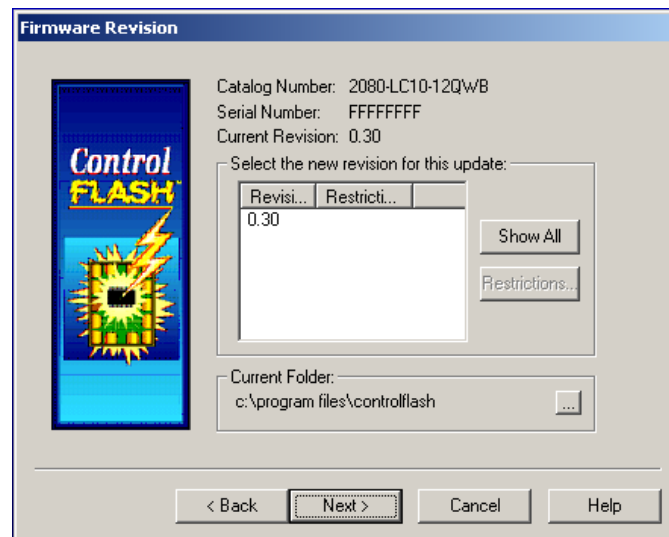 Firmware Revision
Control
FLASH
Catalog Number: 2080-LC10-12QWB
Serial Number: FFFFFFFF
Current Revision: 0.30
Select the new revision for this update:
Revisi... Restricti...
0.30
Show All
Restrictions...
Current Folder:
c:\program files\controlflash
...
< Back Next > Cancel Help